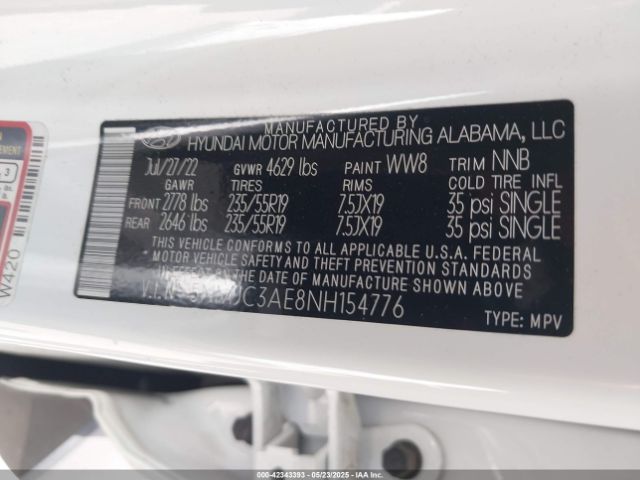 MANUFACTURED BY
HYUNDAI MOTOR MANUFACTURING ALABAMA, LLC
Jul/27/22 GVWR 4629 lbs PAINT WW8 TRIM NNB
GAWR TIRES RIMS COLD TIRE INFL
FRONT 2778 lbs 235/55R19 7.5JX19 35 psi SINGLE
REAR 2646 lbs 235/55R19 7.5JX19 35 psi SINGLE
THIS VEHICLE CONFORMS TO ALL APPLICABLE U.S.A. FEDERAL
MOTOR VEHICLE SAFETY AND THEFT PREVENTION STANDARDS
IN EFFECT ON THE DATE OF MANUFACTURE SHOWN ABOVE.
TYPE: MPV
W420
000-42343393 - 05/23/2025 - IAAI.COM